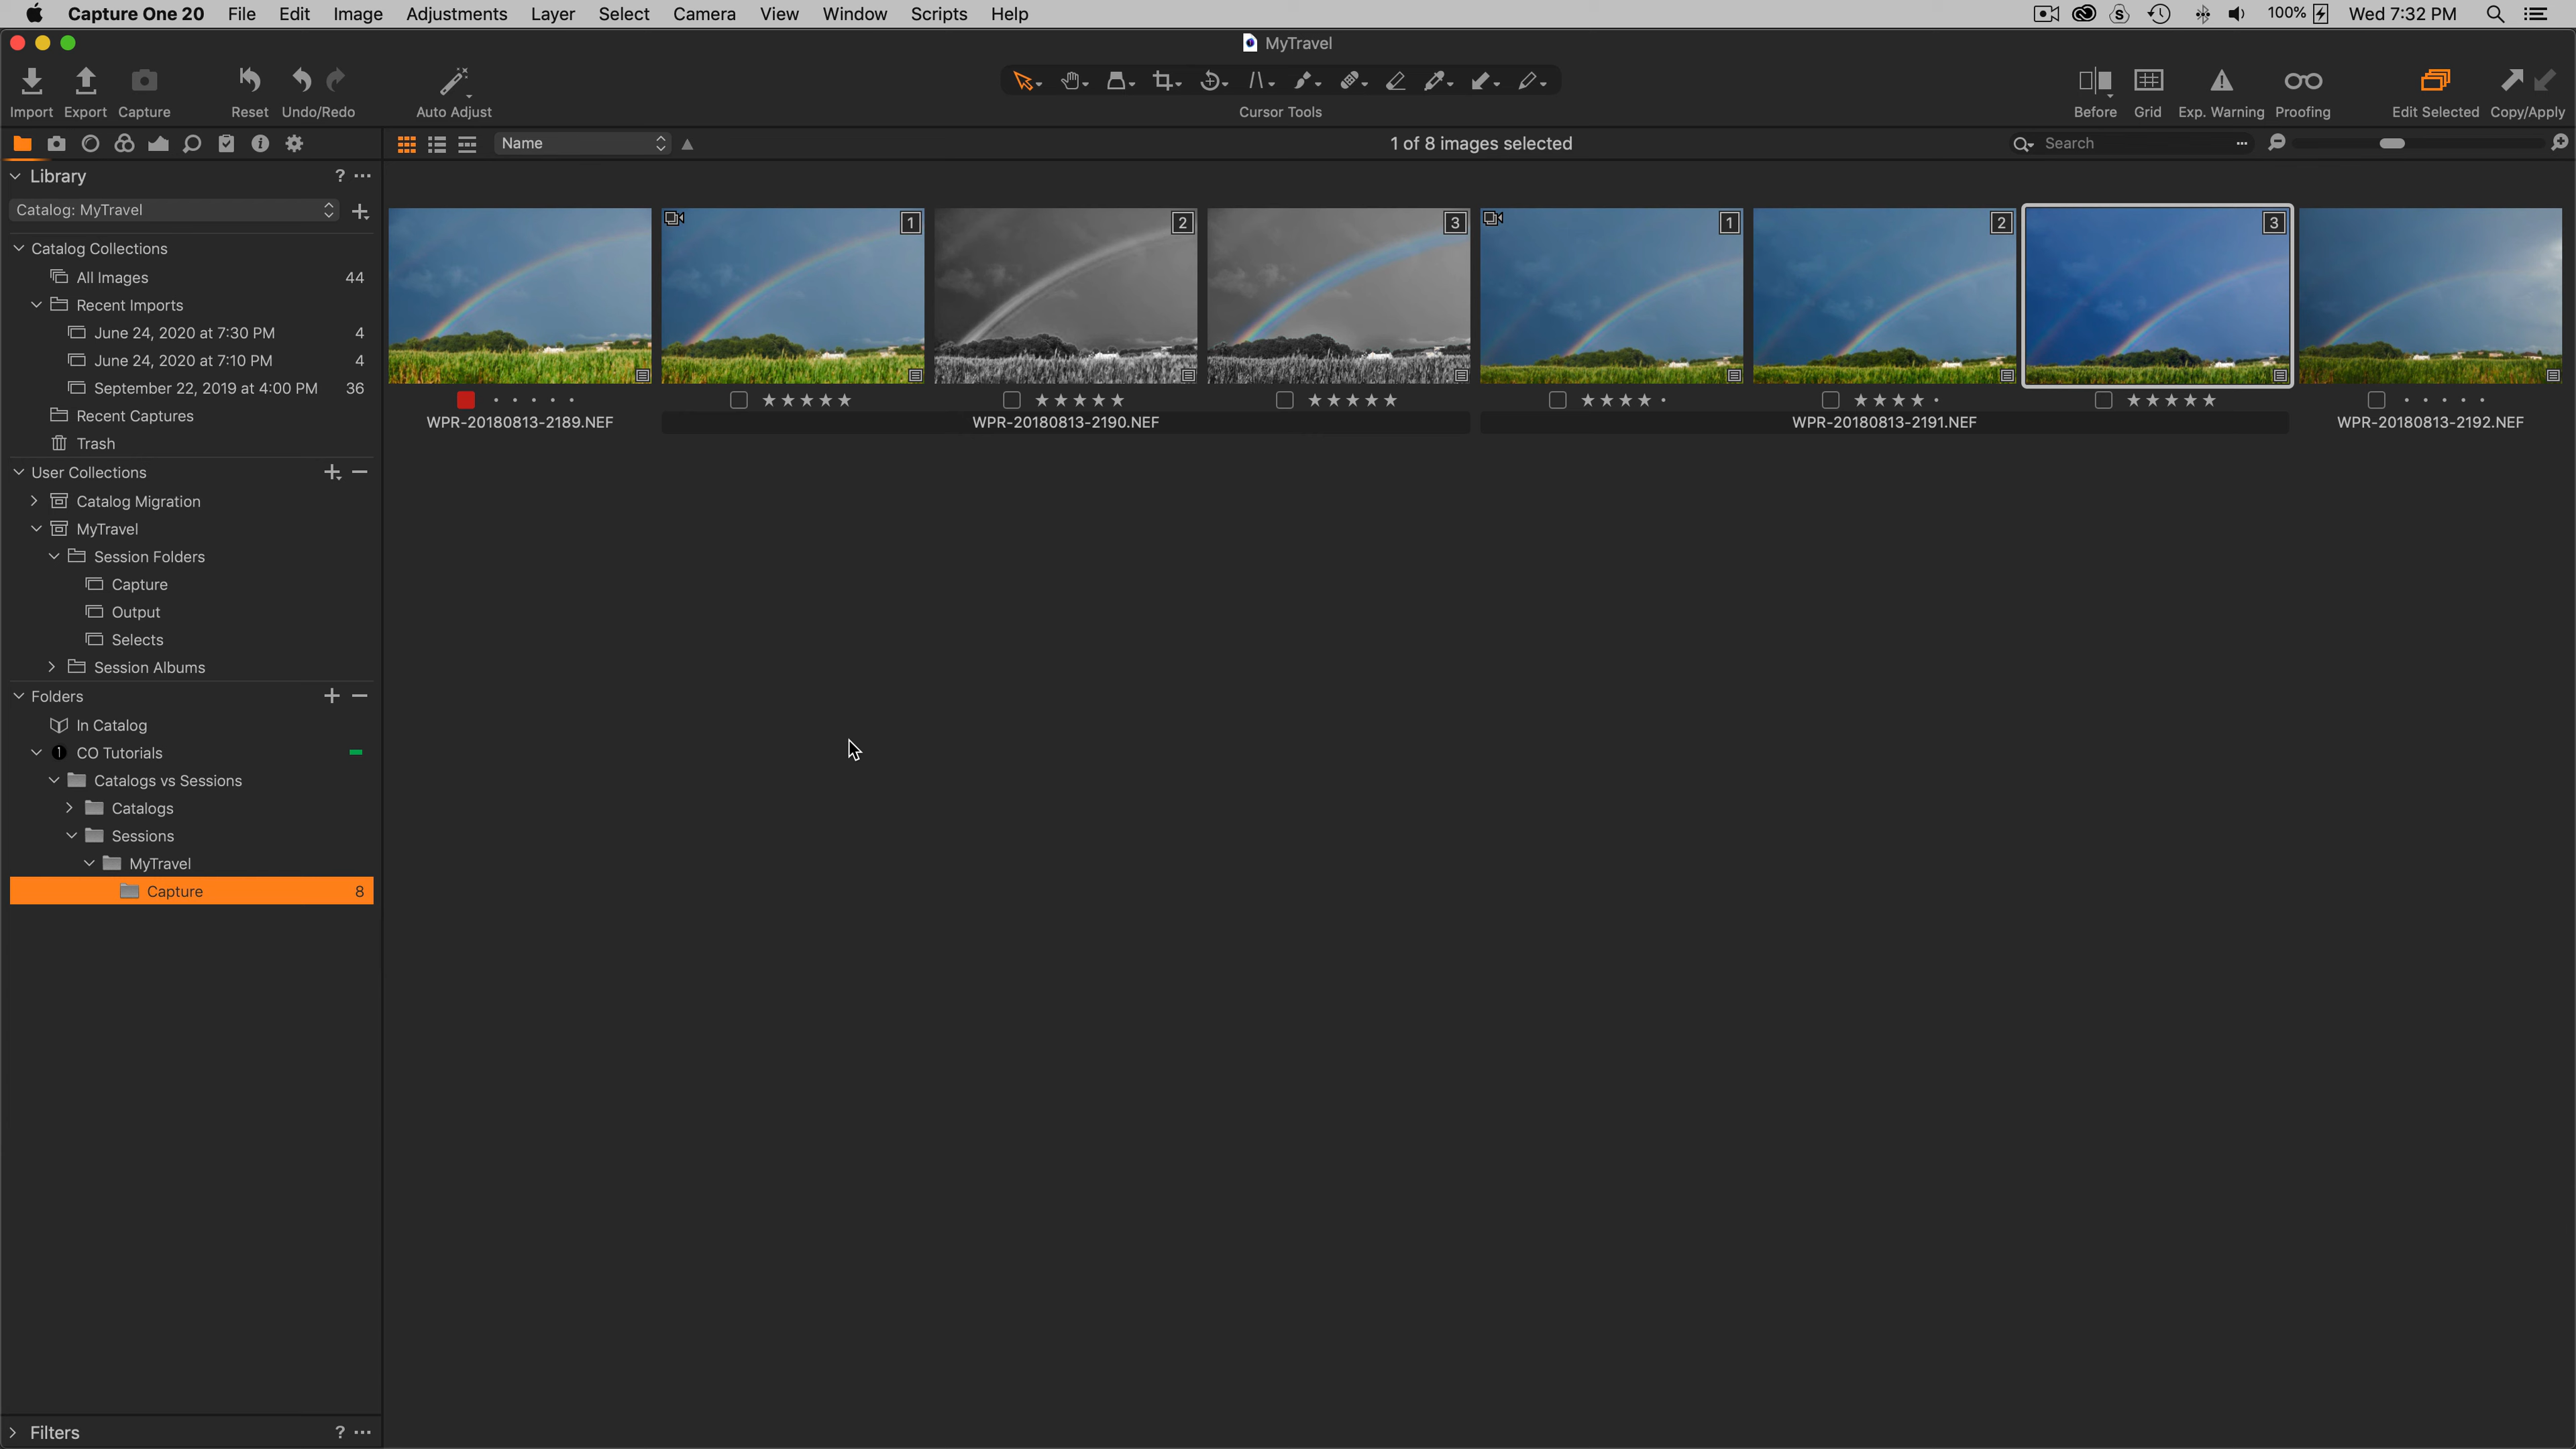 Capture One 20 File Edit Image Adjustments Layer Select Camera View Window Scripts Help 100% Wed 7:32 PM
MyTravel
Import Export Capture Reset Undo/Redo Auto Adjust Cursor Tools Before Grid Exp. Warning Proofing Edit Selected Copy/Apply
Name 1 of 8 images selected Search
Library ?
Catalog: MyTravel
Catalog Collections
All Images 44
Recent Imports
June 24, 2020 at 7:30 PM 4
June 24, 2020 at 7:10 PM 4
September 22, 2019 at 4:00 PM 36
Recent Captures
Trash
User Collections
Catalog Migration
MyTravel
Session Folders
Capture
Output
Selects
Session Albums
Folders
In Catalog
1 CO Tutorials
Catalogs vs Sessions
Catalogs
Sessions
MyTravel
Capture 8
Filters ?
1 2 3 1 2 3
WPR-20180813-2189.NEF WPR-20180813-2190.NEF WPR-20180813-2191.NEF WPR-20180813-2192.NEF